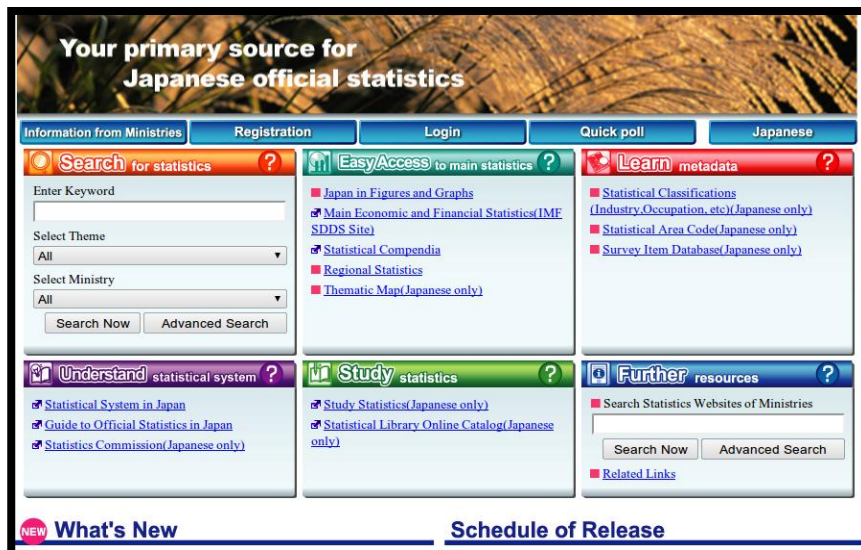 Your primary source for
Japanese official statistics
Information from Ministries
Registration
Login
Quick poll
Japanese
Search for statistics ?
Enter Keyword
Select Theme
All
Select Ministry
All
Search Now
Advanced Search
EasyAccess to main statistics ?
Japan in Figures and Graphs
Main Economic and Financial Statistics(IMF
SDDS Site)
Statistical Compendia
Regional Statistics
Thematic Map(Japanese only)
Learn metadata ?
Statistical Classifications
(Industry,Occupation, etc)(Japanese only)
Statistical Area Code(Japanese only)
Survey Item Database(Japanese only)
Understand statistical system ?
Statistical System in Japan
Guide to Official Statistics in Japan
Statistics Commission(Japanese only)
Study statistics ?
Study Statistics(Japanese only)
Statistical Library Online Catalog(Japanese
only)
Further resources ?
Search Statistics Websites of Ministries
Search Now
Advanced Search
Related Links
NEW What's New
Schedule of Release